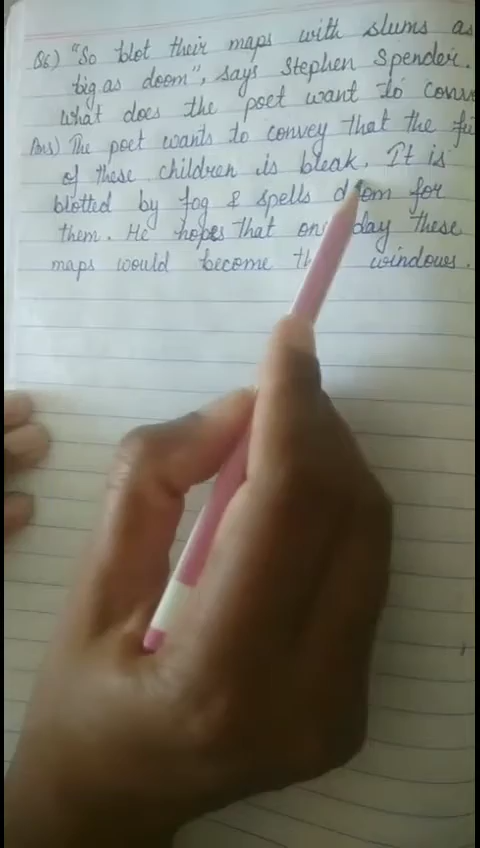 Q6.) "So blot their maps with slums as
big as doom", says Stephen Spender.
What does the poet want to
Ans) The poet wants to convey that the
of these children is bleak. It is
blotted by fog & spells doom for
them. He hopes that one day these
maps would become windows.